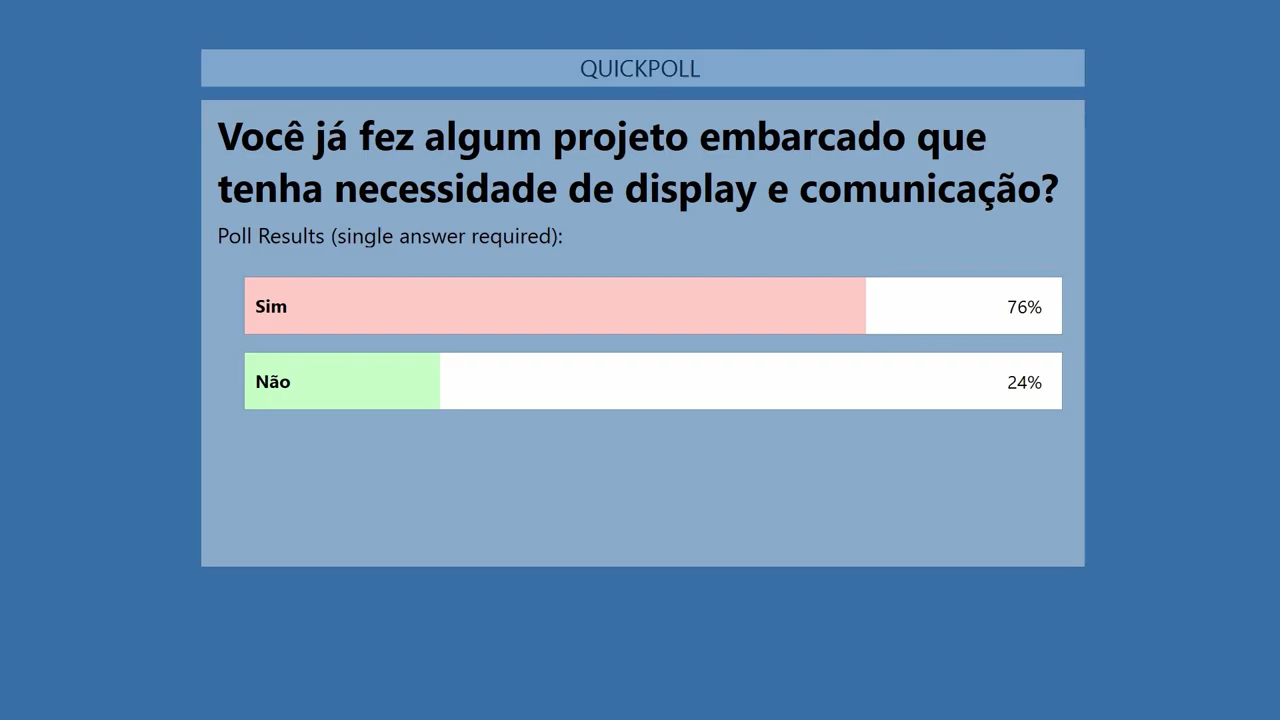 QUICKPOLL
Você já fez algum projeto embarcado que
tenha necessidade de display e comunicação?
Poll Results (single answer required):
Sim 76%
Não 24%